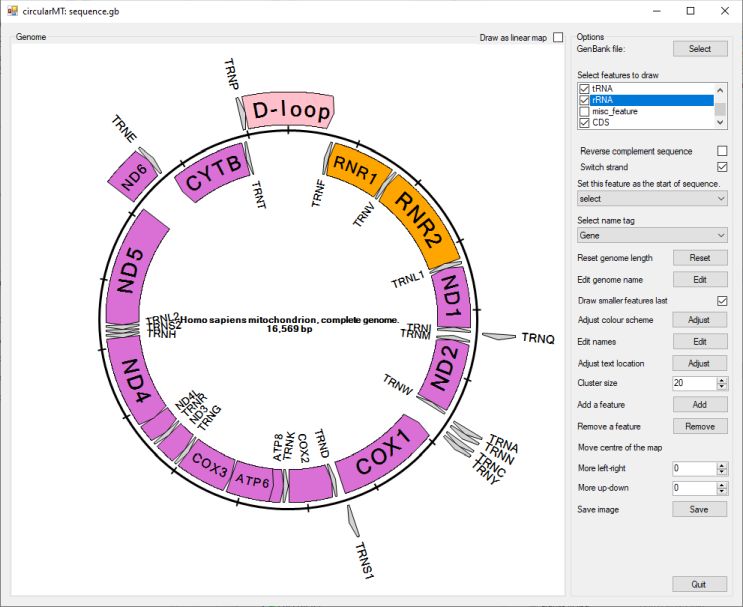 circularMT: sequence.gb
Genome
Draw as linear map
Options
GenBank file:
Select
Select features to draw
tRNA
rRNA
misc_feature
CDS
Reverse complement sequence
Switch strand
Set this feature as the start of sequence.
select
Select name tag
Gene
Reset genome length
Reset
Edit genome name
Edit
Draw smaller features last
Adjust colour scheme
Adjust
Edit names
Edit
Adjust text location
Adjust
Cluster size
20
Add a feature
Add
Remove a feature
Remove
Move centre of the map
More left-right
0
More up-down
0
Save image
Save
Quit
TRNP
D-loop
TRNE
ND6
CYTB
TRNT
TRNF
RNR1
TRNV
RNR2
TRNL1
ND1
TRNI
TRNM
TRNQ
ND2
TRNW
TRNA
TRNN
TRNC
TRNY
COX1
TRNS1
TRND
COX2
TRNK
ATP8
ATP6
COX3
TRNG
ND3
TRNR
ND4L
ND4
TRNH
TRNS2
TRNL2
ND5
Homo sapiens mitochondrion, complete genome.
16,569 bp